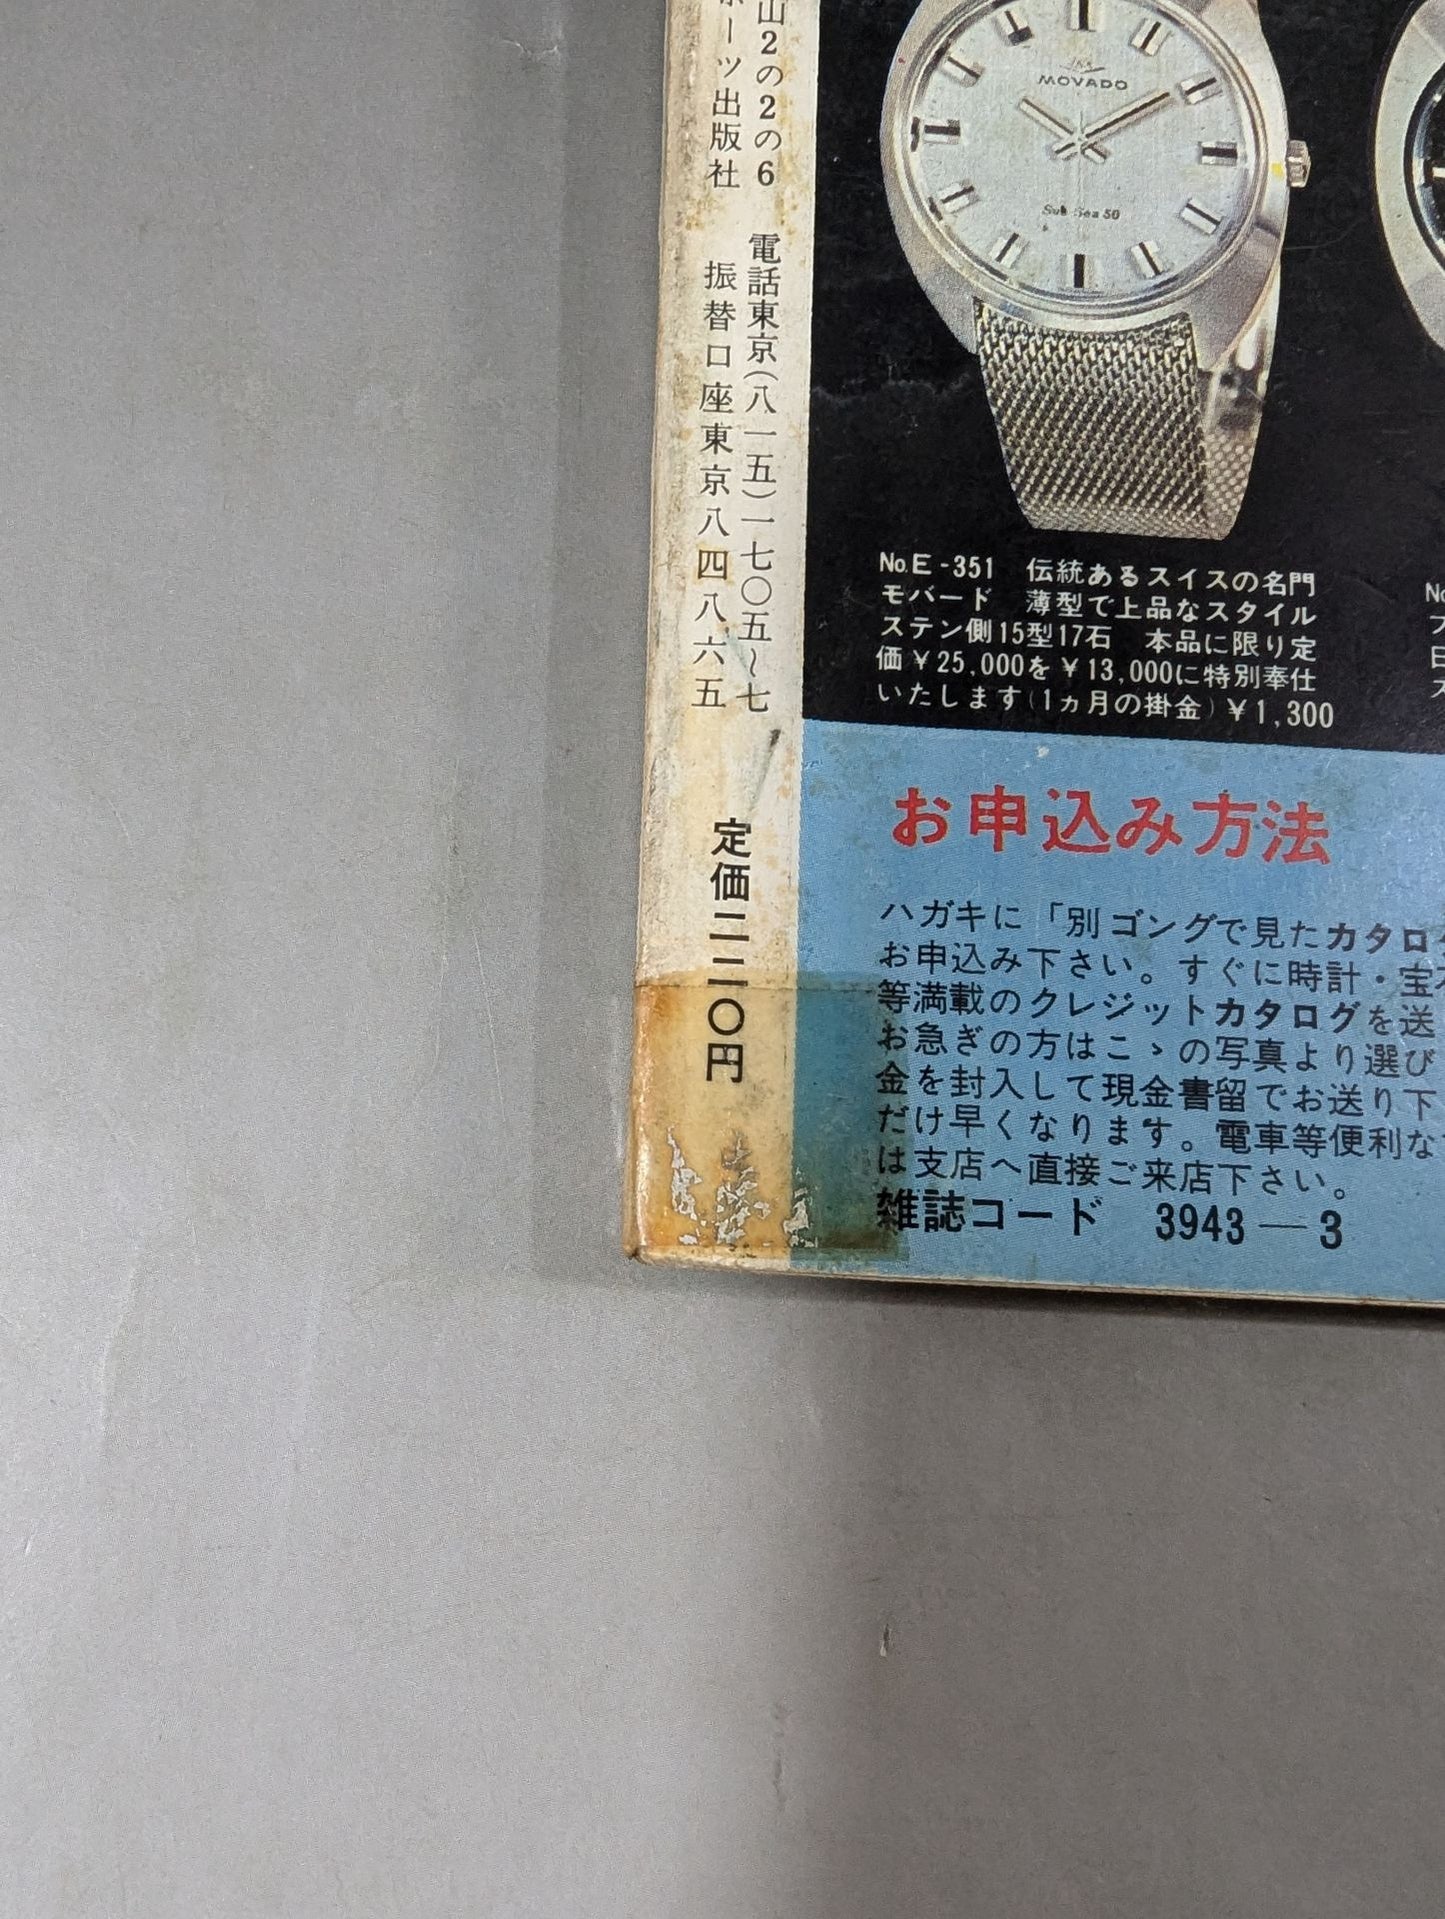 山2の2の6 電話東京(八一五)一七〇五~七
ーツ出版社 振替口座東京八四八六五
定価二二〇円
MOVADO
Sub Sea 50
No.E-351 伝統あるスイスの名門
モバード 薄型で上品なスタイル
ステン側15型17石 本品に限り定
価¥25,000を¥13,000に特別奉仕
いたします(1ヵ月の掛金)¥1,300
お申込み方法
ハガキに「別ゴングで見たカタロ
お申込み下さい。すぐに時計・宝
等満載のクレジットカタログを送
お急ぎの方はこゝの写真より選び
金を封入して現金書留でお送り下
だけ早くなります。電車等便利な
は支店へ直接ご来店下さい。
雑誌コード 3943—3